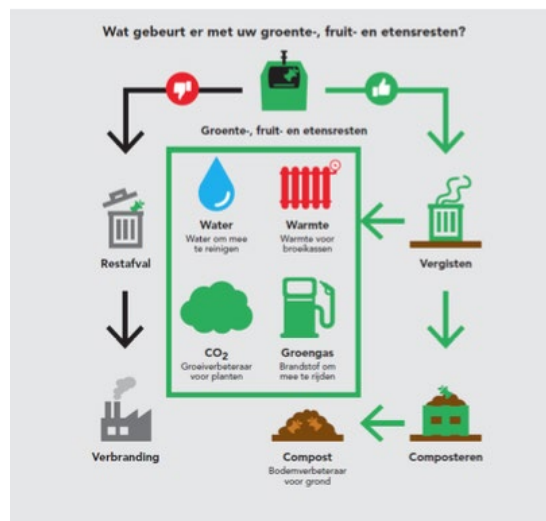 Wat gebeurt er met uw groente-, fruit- en etensresten?
Groente-, fruit- en etensresten
Water
Water om mee
te reinigen
Warmte
Warmte voor
broeikassen
Restafval
Vergisten
CO2
Groeiverbeteraar
voor planten
Groengas
Brandstof om
mee te rijden
Verbranding
Compost
Bodemverbeteraar
voor grond
Composteren